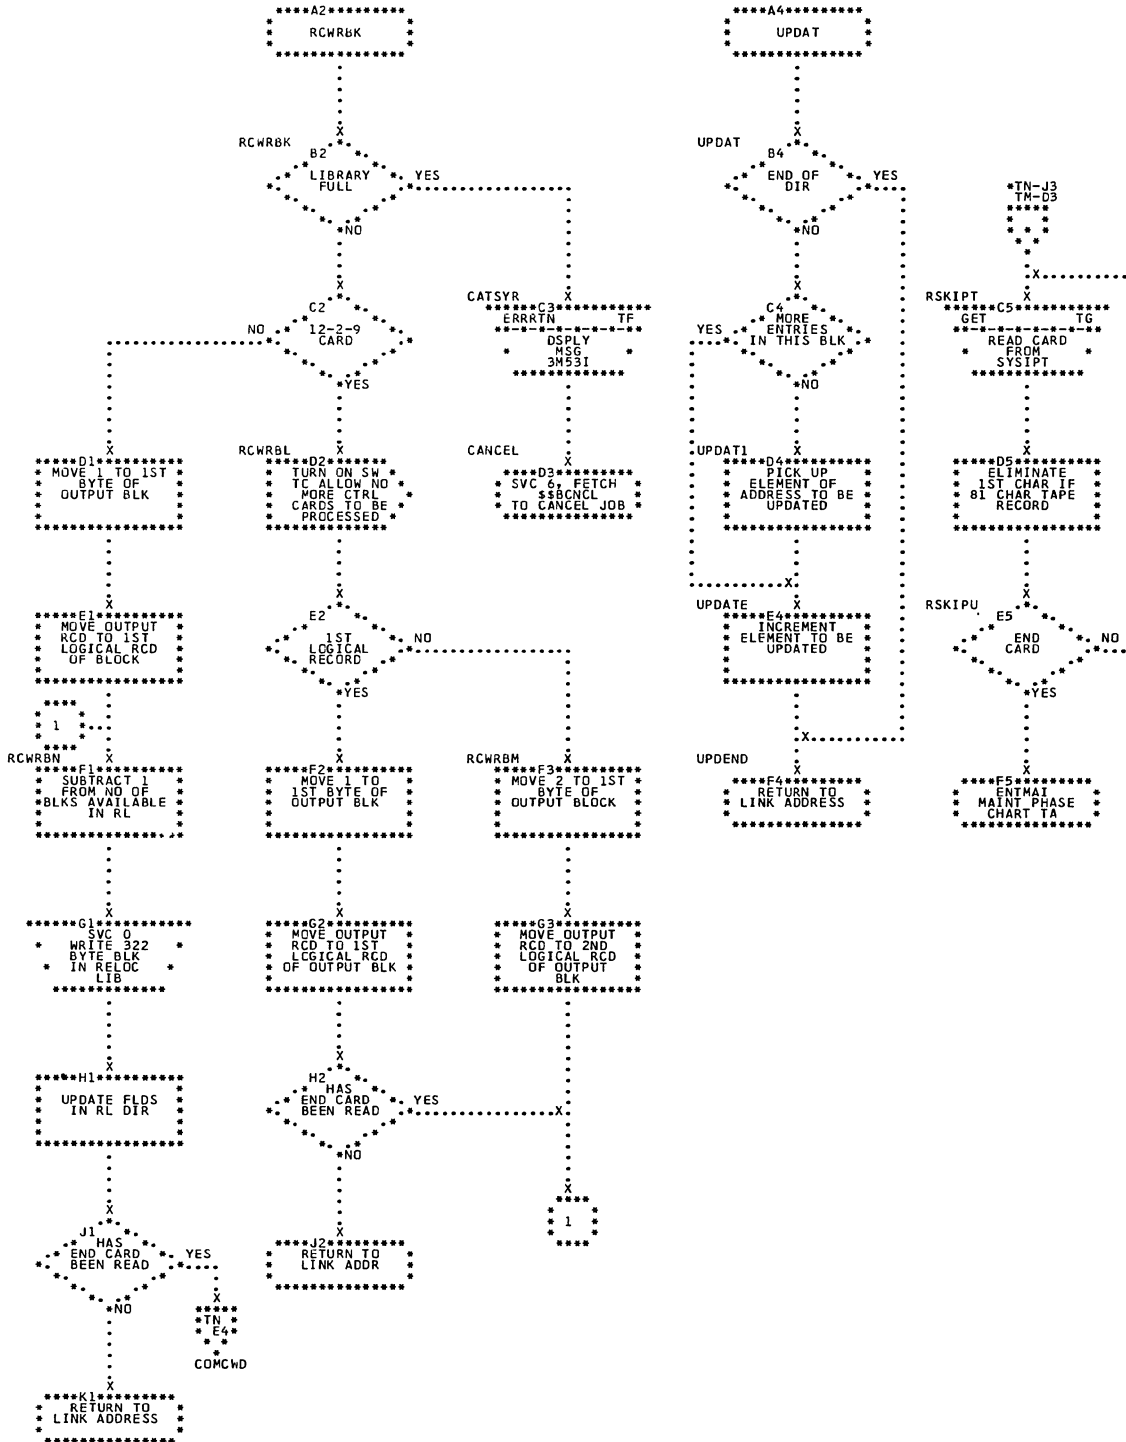 A2
RCWRBK
RCWRBK
B2
LIBRARY
FULL
YES
NO
C2
12-2-9
CARD
NO
YES
CATSYR
C3
ERRRTN TF
DSPLY
MSG
3M53I
CANCEL
D3
SVC 6, FETCH
$$BCNCL
TO CANCEL JOB
D1
MOVE 1 TO 1ST
BYTE OF
OUTPUT BLK
RCWRBL
D2
TURN ON SW
TC ALLOW NO
MORE CTRL
CARDS TO BE
PROCESSED
E1
MOVE OUTPUT
RCD TO 1ST
LOGICAL RCD
OF BLOCK
E2
1ST
LOGICAL
RECORD
NO
YES
1
RCWRBN
F1
SUBTRACT 1
FROM NO OF
BLKS AVAILABLE
IN RL
F2
MOVE 1 TO
1ST BYTE OF
OUTPUT BLK
RCWRBM
F3
MOVE 2 TO 1ST
BYTE OF
OUTPUT BLOCK
G1
SVC 0
WRITE 322
BYTE BLK
IN RELOC
LIB
G2
MOVE OUTPUT
RCD TO 1ST
LCGICAL RCD
OF OUTPUT BLK
G3
MOVE OUTPUT
RCD TO 2ND
LOGICAL RCD
OF OUTPUT
BLK
H1
UPDATE FLDS
IN RL DIR
H2
HAS
END CARD
BEEN READ
YES
NO
1
J1
HAS
END CARD
BEEN READ
YES
NO
TN
E4
COMCWD
J2
RETURN TO
LINK ADDR
K1
RETURN TO
LINK ADDRESS
A4
UPDAT
UPDAT
B4
END OF
DIR
YES
NO
C4
MORE
ENTRIES
IN THIS BLK
YES
NO
UPDAT1
D4
PICK UP
ELEMENT OF
ADDRESS TO BE
UPDATED
UPDATE
E4
INCREMENT
ELEMENT TO BE
UPDATED
UPDEND
F4
RETURN TO
LINK ADDRESS
*TN-J3
TM-D3
RSKIPT
C5
GET TG
READ CARD
FROM
SYSIPT
D5
ELIMINATE
1ST CHAR IF
81 CHAR TAPE
RECORD
RSKIPU
E5
END
CARD
NO
YES
F5
ENTMAI
MAINT PHASE
CHART TA